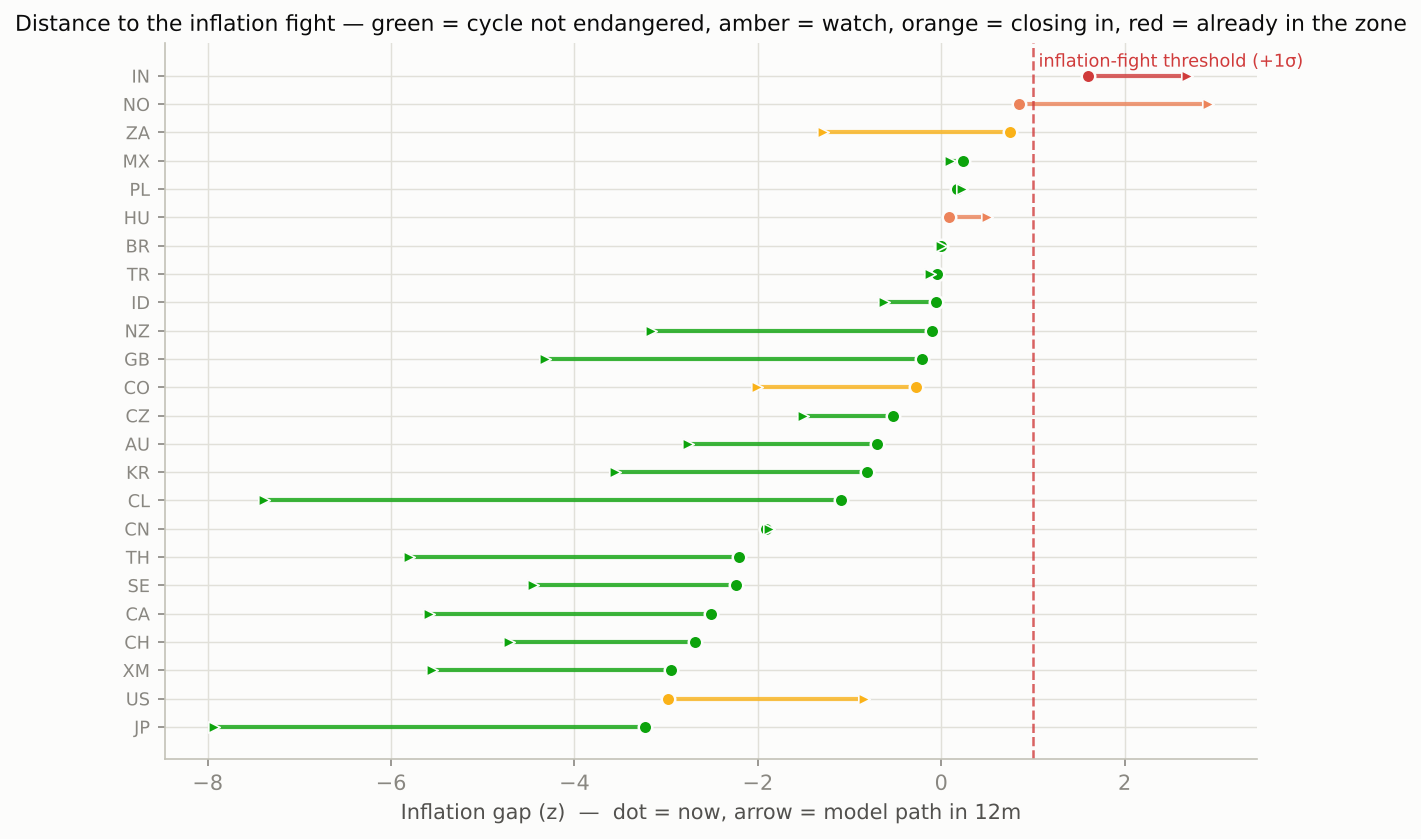 Distance to the inflation fight — green = cycle not endangered, amber = watch, orange = closing in, red = already in the zone
inflation-fight threshold (+1σ)
IN
NO
ZA
MX
PL
HU
BR
TR
ID
NZ
GB
CO
CZ
AU
KR
CL
CN
TH
SE
CA
CH
XM
US
JP
−8 −6 −4 −2 0 2
Inflation gap (z) — dot = now, arrow = model path in 12m